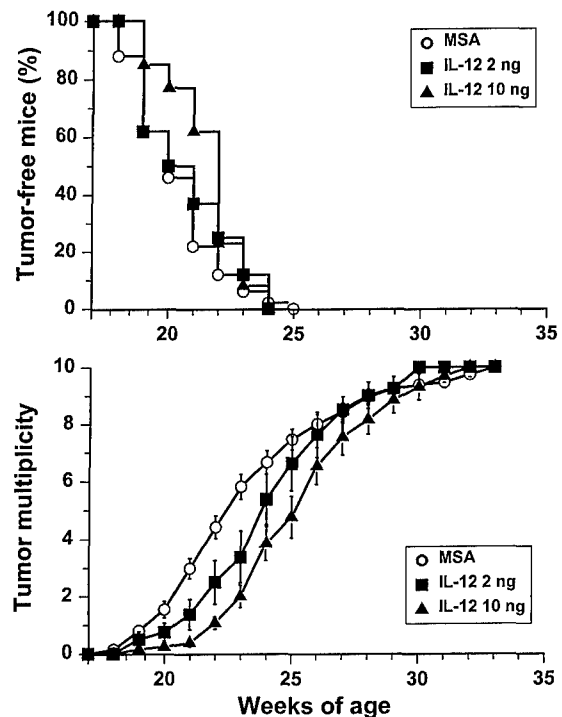 Tumor-free mice (%)
100
80
60
40
20
0
MSA
IL-12 2 ng
IL-12 10 ng
20
25
30
35
Tumor multiplicity
10
8
6
4
2
0
MSA
IL-12 2 ng
IL-12 10 ng
20
25
30
35
Weeks of age